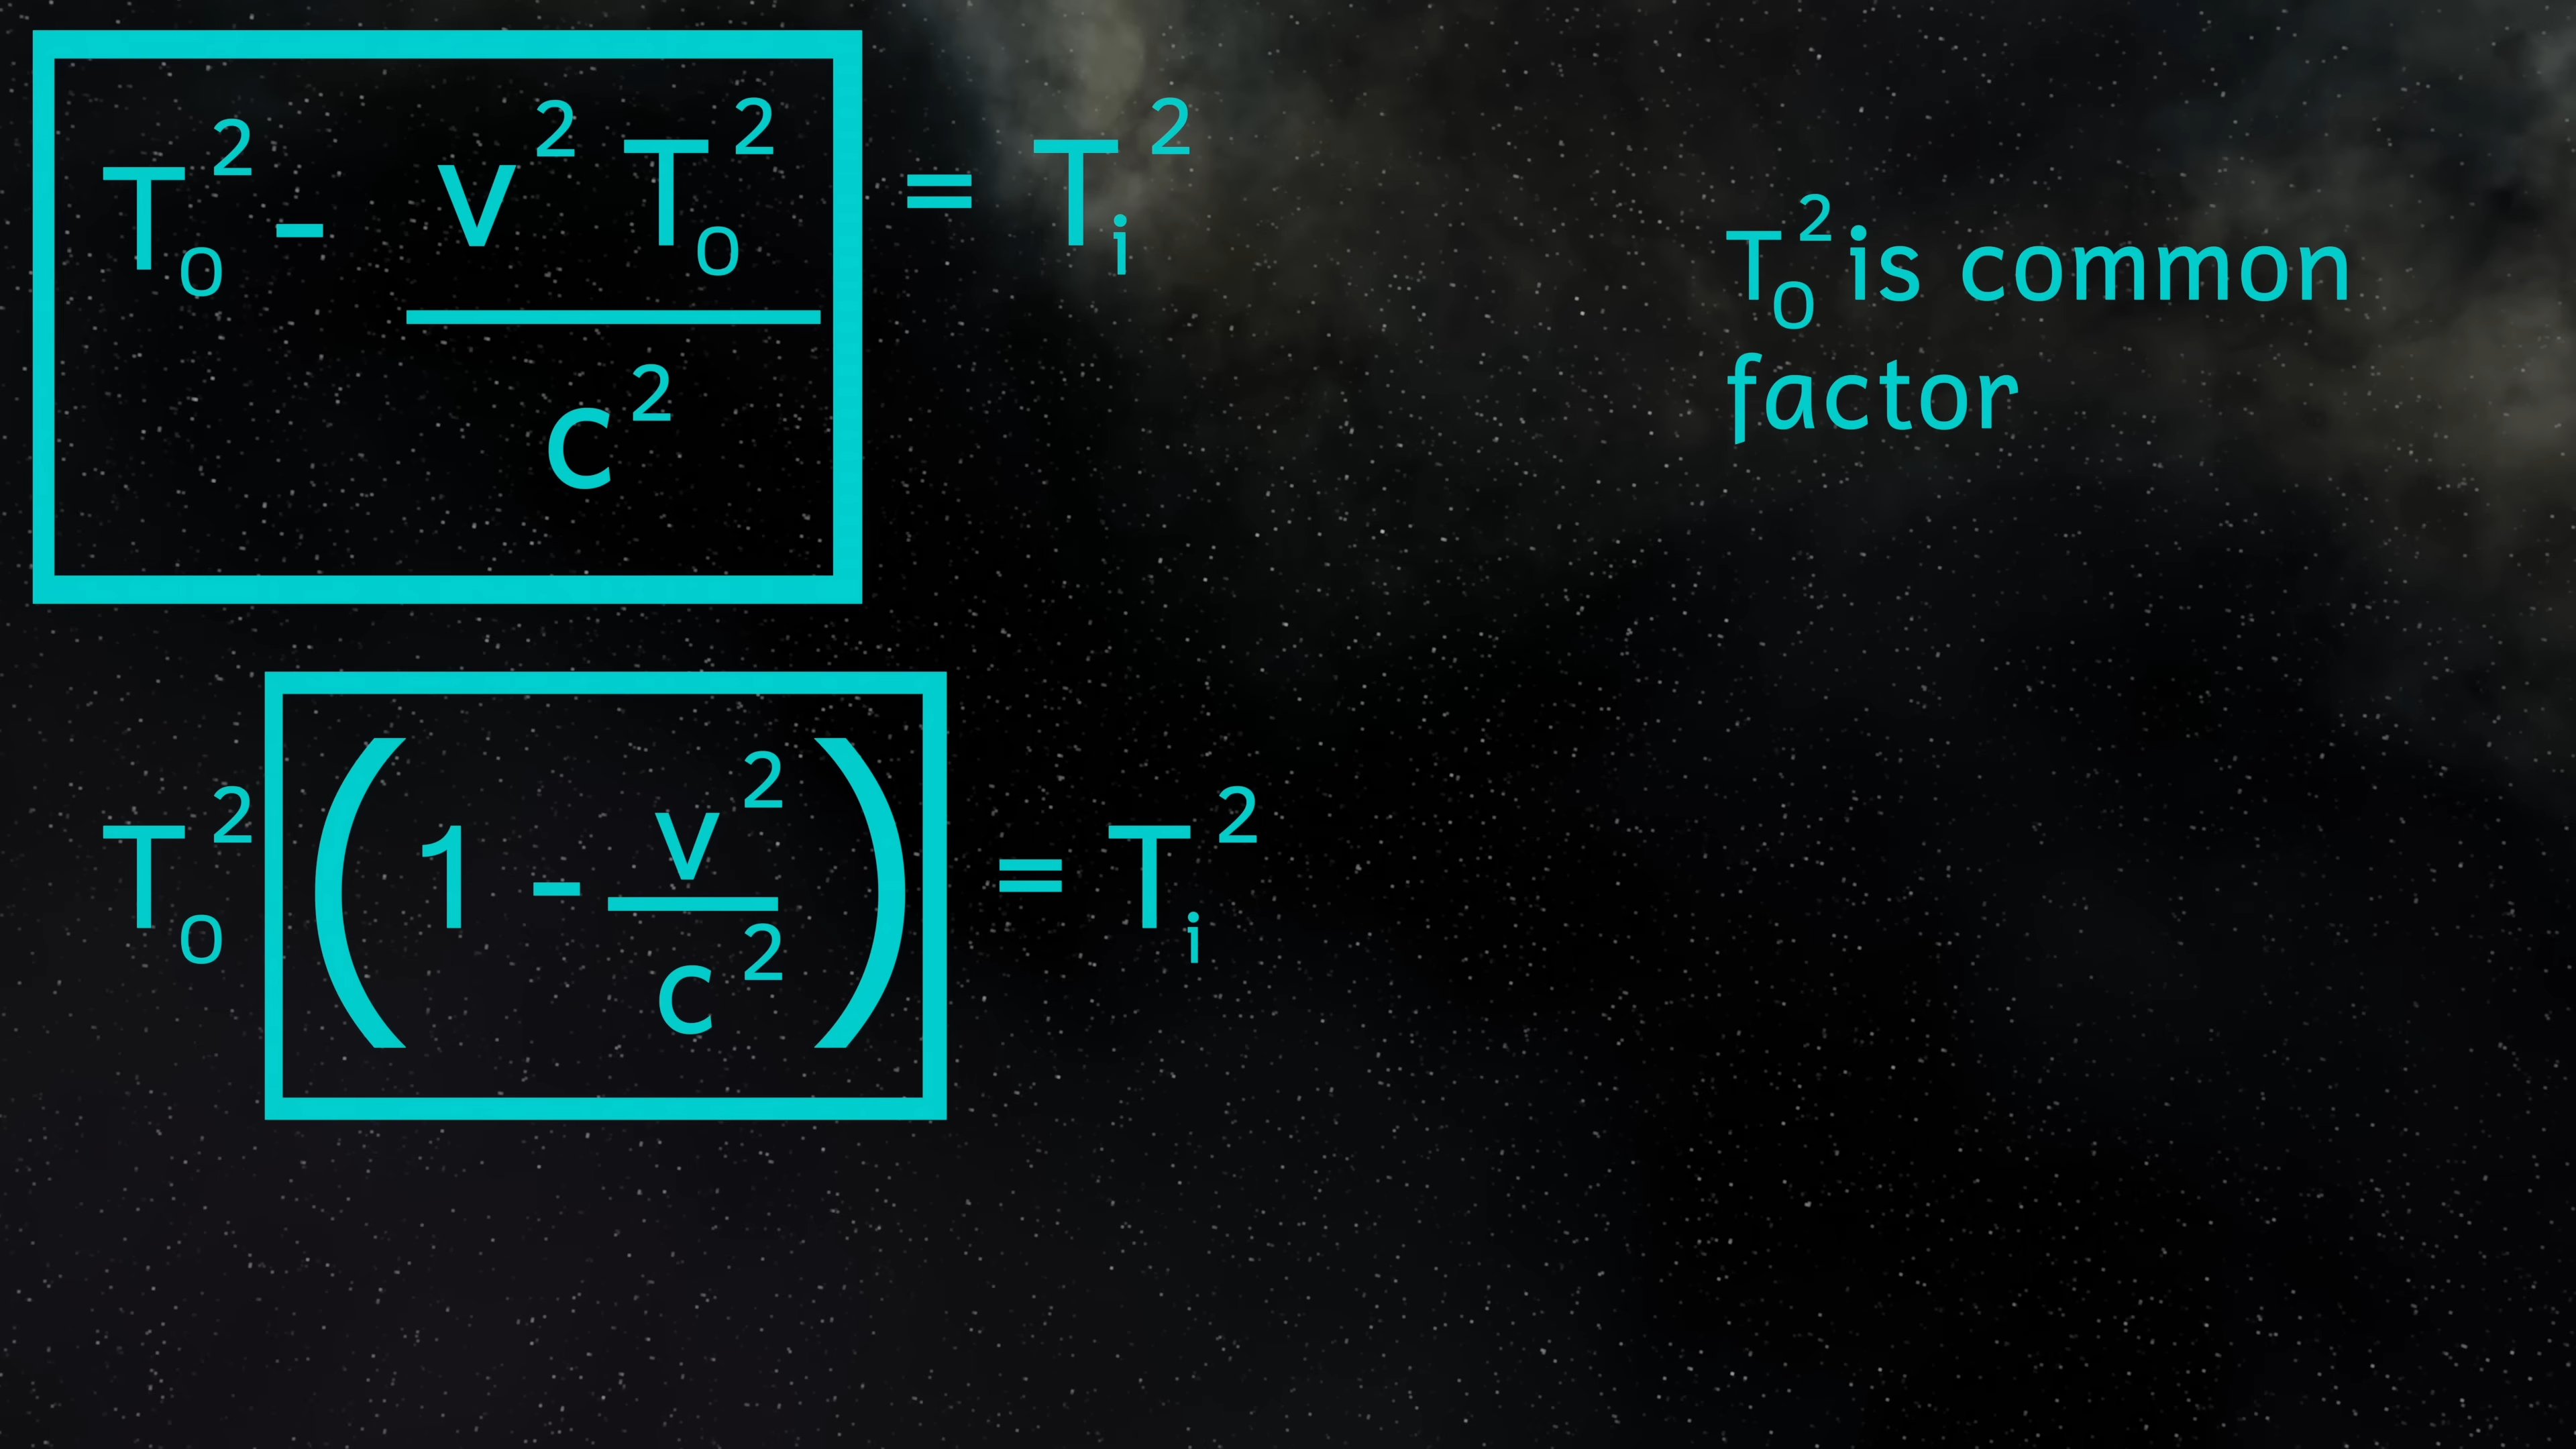 T₀² - v² T₀² / c² = Tᵢ²
T₀² is common
factor
T₀² ( 1 - v² / c² ) = Tᵢ²